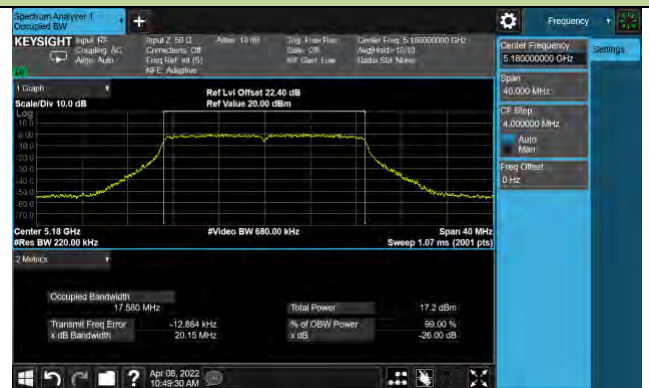 Spectrum Analyzer 1
Occupied BW
+
Frequency
KEYSIGHT Input: RF
Coupling: AC
Align: Auto
Input Z: 50 Ω
Corrections: Off
Freq Ref: Int (S)
NFE: Adaptive
Atten: 10 dB
Trig: Free Run
Gate: Off
#IF Gain: Low
Center Freq: 5.180000000 GHz
Avg|Hold: 10/10
Radio Std: None
Center Frequency
5.180000000 GHz
Settings
Span
40.000 MHz
CF Step
4.000000 MHz
Auto
Man
Freq Offset
0 Hz
1 Graph
Scale/Div 10.0 dB
Ref Lvl Offset 22.40 dB
Ref Value 20.00 dBm
Log
10.0
0.00
-10.0
-20.0
-30.0
-40.0
-50.0
-60.0
-70.0
Center 5.18 GHz
#Res BW 220.00 kHz
#Video BW 680.00 kHz
Span 40 MHz
Sweep 1.07 ms (2001 pts)
2 Metrics
Occupied Bandwidth
17.580 MHz
Total Power 17.2 dBm
Transmit Freq Error -12.884 kHz
% of OBW Power 99.00 %
x dB Bandwidth 20.15 MHz
x dB -26.00 dB
?
Apr 08, 2022
10:49:30 AM